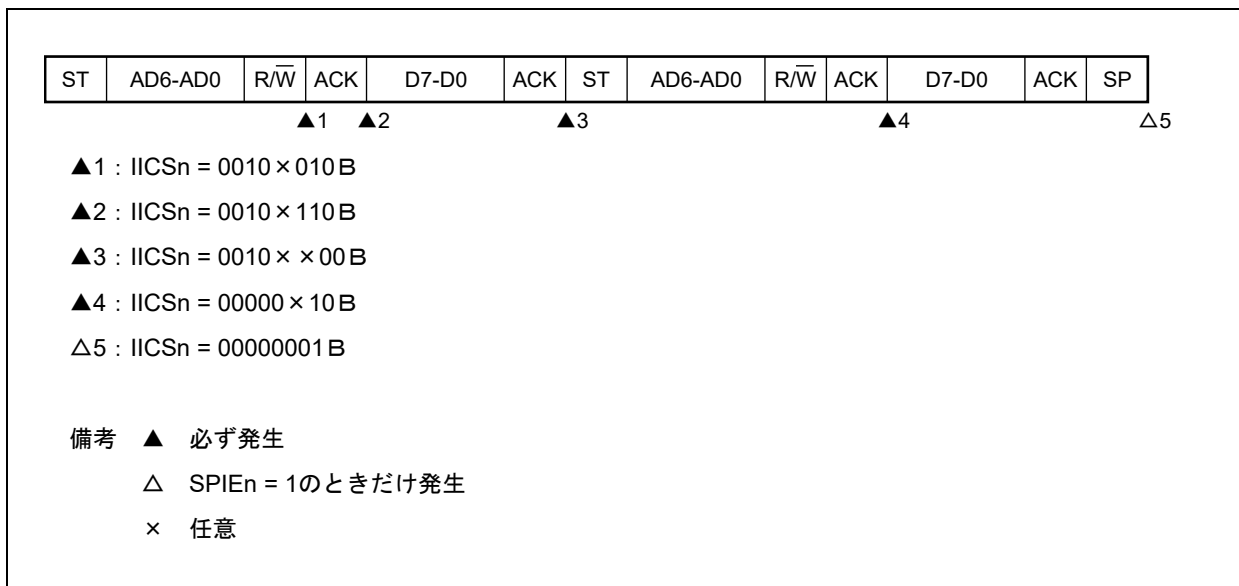 ST AD6-AD0 R/W̅ ACK D7-D0 ACK ST AD6-AD0 R/W̅ ACK D7-D0 ACK SP
▲1 ▲2 ▲3 ▲4 △5
▲1：IICSn = 0010×010B
▲2：IICSn = 0010×110B
▲3：IICSn = 0010××00B
▲4：IICSn = 00000×10B
△5：IICSn = 00000001B
備考 ▲ 必ず発生
△ SPIEn = 1のときだけ発生
× 任意